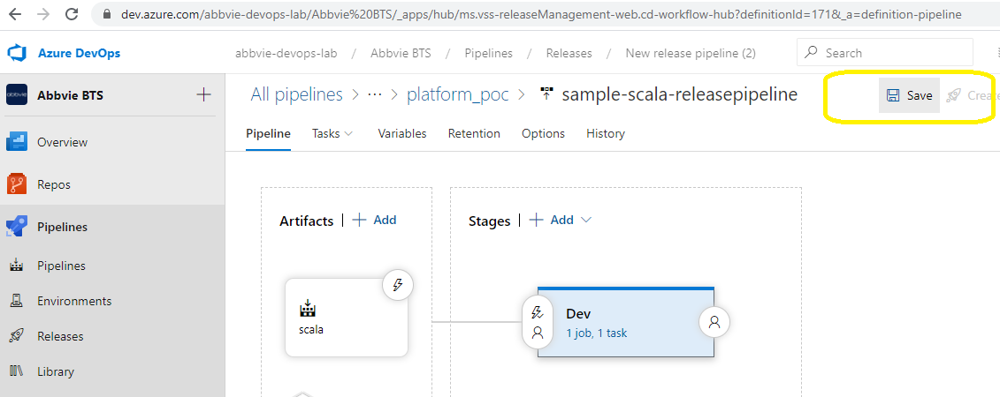 dev.azure.com/abbvie-devops-lab/Abbvie%20BTS/_apps/hub/ms.vss-releaseManagement-web.cd-workflow-hub?definitionId=171&_a=definition-pipeline
Azure DevOps
abbvie-devops-lab / Abbvie BTS / Pipelines / Releases / New release pipeline (2)
Search
abbvie
Abbvie BTS
All pipelines > ··· > platform_poc > sample-scala-releasepipeline
Save
Create
Pipeline Tasks Variables Retention Options History
Overview
Repos
Pipelines
Pipelines
Environments
Releases
Library
Artifacts | + Add
Stages | + Add
scala
Dev
1 job, 1 task